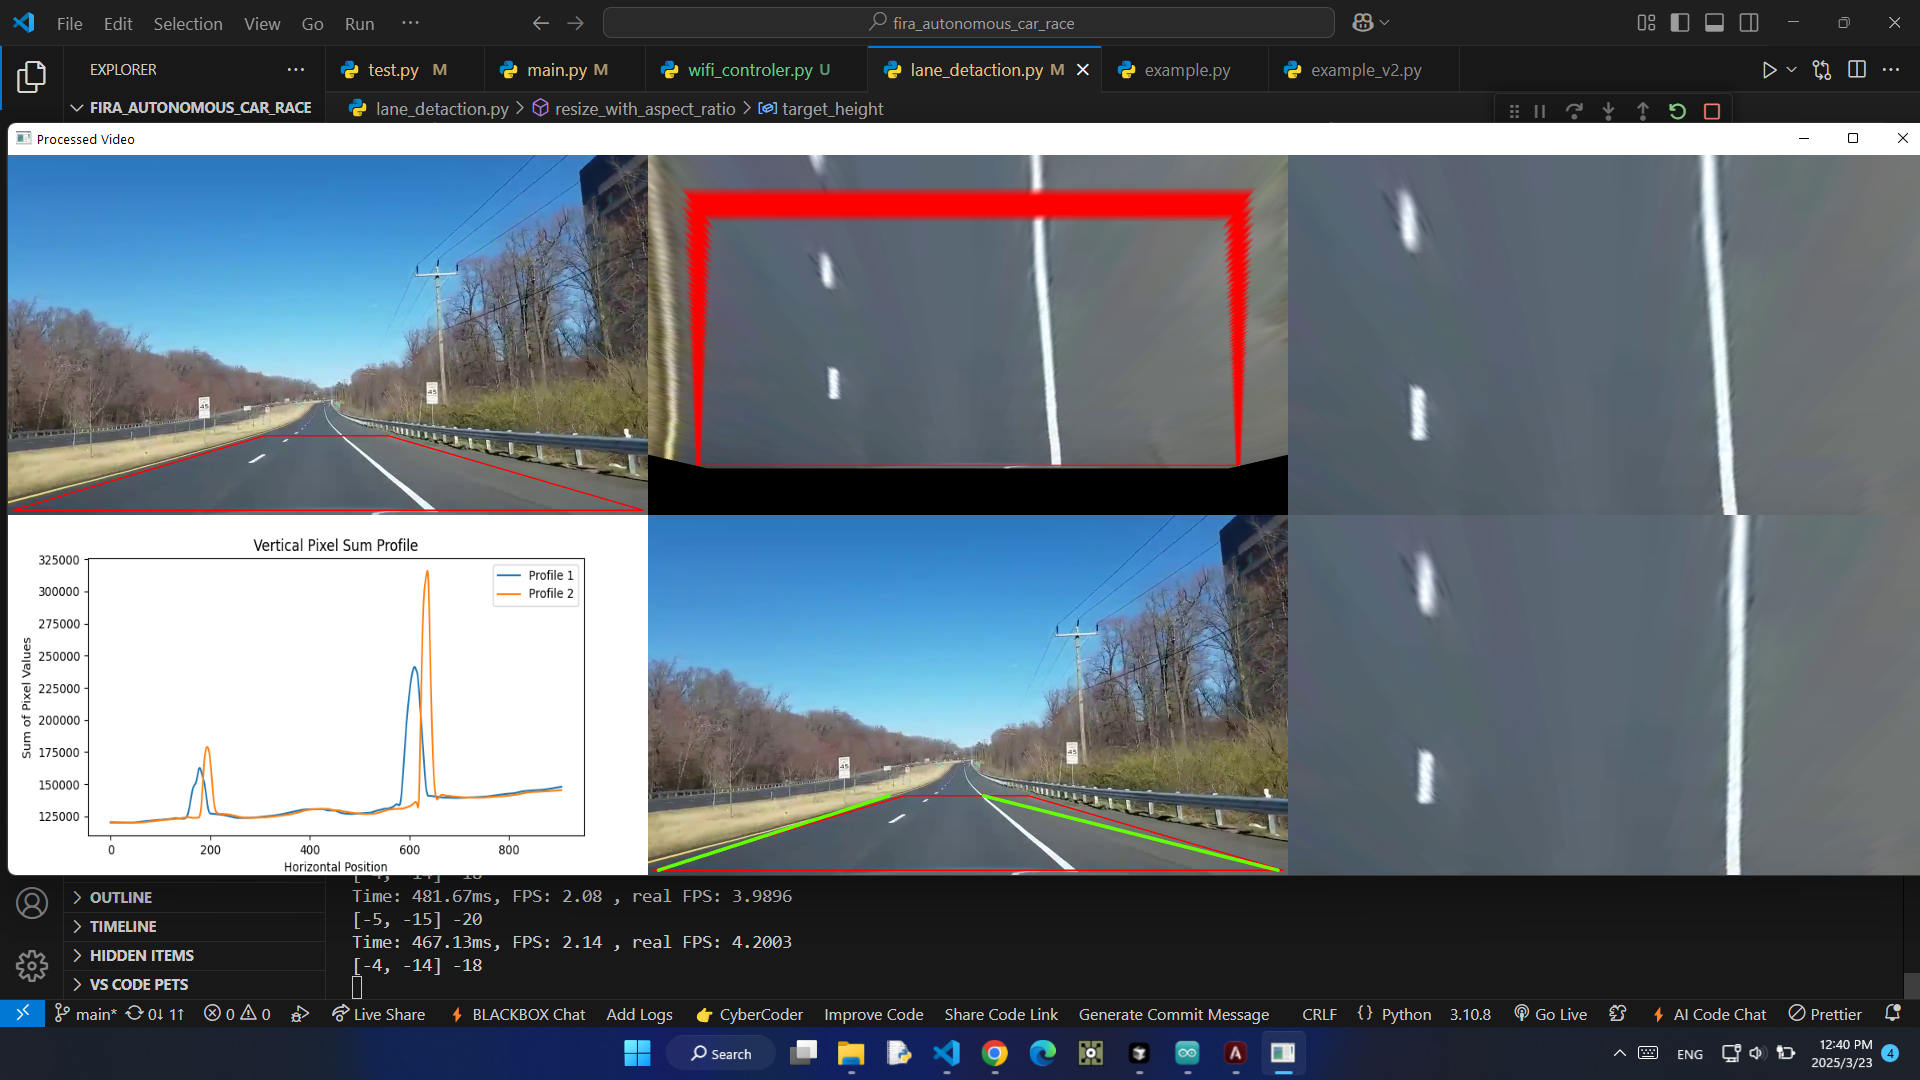 File Edit Selection View Go Run ···
fira_autonomous_car_race
EXPLORER ···
test.py M
main.py M
wifi_controler.py U
lane_detaction.py M
example.py
example_v2.py
FIRA_AUTONOMOUS_CAR_RACE
lane_detaction.py > resize_with_aspect_ratio > target_height
Processed Video
45
45
Vertical Pixel Sum Profile
325000
300000
275000
250000
225000
200000
175000
150000
125000
Sum of Pixel Values
Profile 1
Profile 2
0 200 400 600 800
Horizontal Position
45
45
OUTLINE
TIMELINE
HIDDEN ITEMS
VS CODE PETS
Time: 481.67ms, FPS: 2.08 , real FPS: 3.9896
[-5, -15] -20
Time: 467.13ms, FPS: 2.14 , real FPS: 4.2003
[-4, -14] -18
main* 0↓ 1↑ 0 0 Live Share BLACKBOX Chat Add Logs 👉 CyberCoder Improve Code Share Code Link Generate Commit Message CRLF {} Python 3.10.8 Go Live AI Code Chat Prettier
Search
ENG
12:40 PM
2025/3/23
4